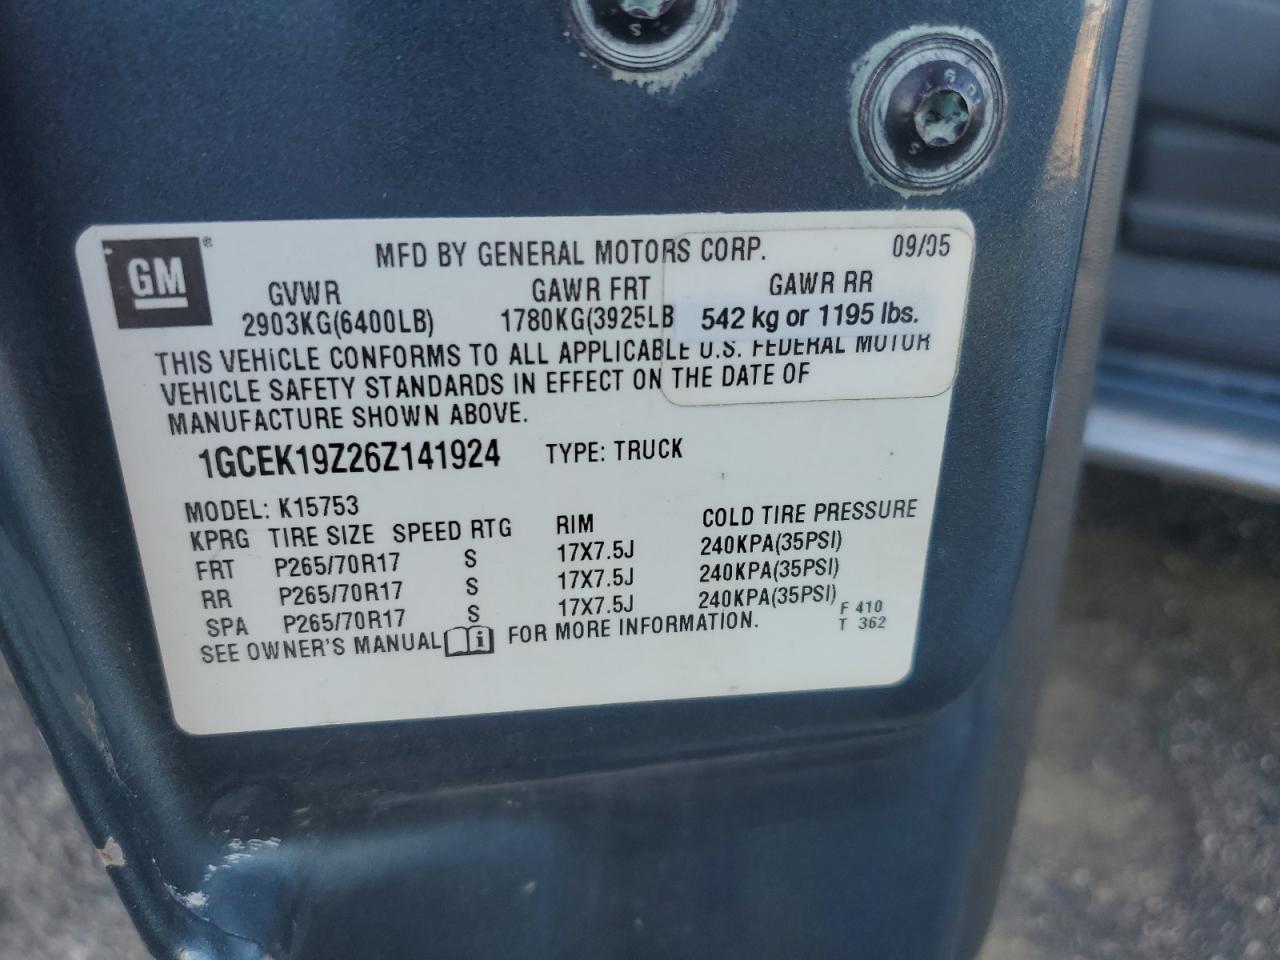 GM ® MFD BY GENERAL MOTORS CORP. 09/05
GVWR GAWR FRT GAWR RR
2903KG(6400LB) 1780KG(3925LB 542 kg or 1195 lbs.
THIS VEHICLE CONFORMS TO ALL APPLICABLE U.S. FEDERAL MOTOR
VEHICLE SAFETY STANDARDS IN EFFECT ON THE DATE OF
MANUFACTURE SHOWN ABOVE.
1GCEK19Z26Z141924 TYPE: TRUCK
MODEL: K15753
KPRG TIRE SIZE SPEED RTG RIM COLD TIRE PRESSURE
FRT P265/70R17 S 17X7.5J 240KPA(35PSI)
RR P265/70R17 S 17X7.5J 240KPA(35PSI)
SPA P265/70R17 S 17X7.5J 240KPA(35PSI)
SEE OWNER'S MANUAL i FOR MORE INFORMATION.
F 410
T 362